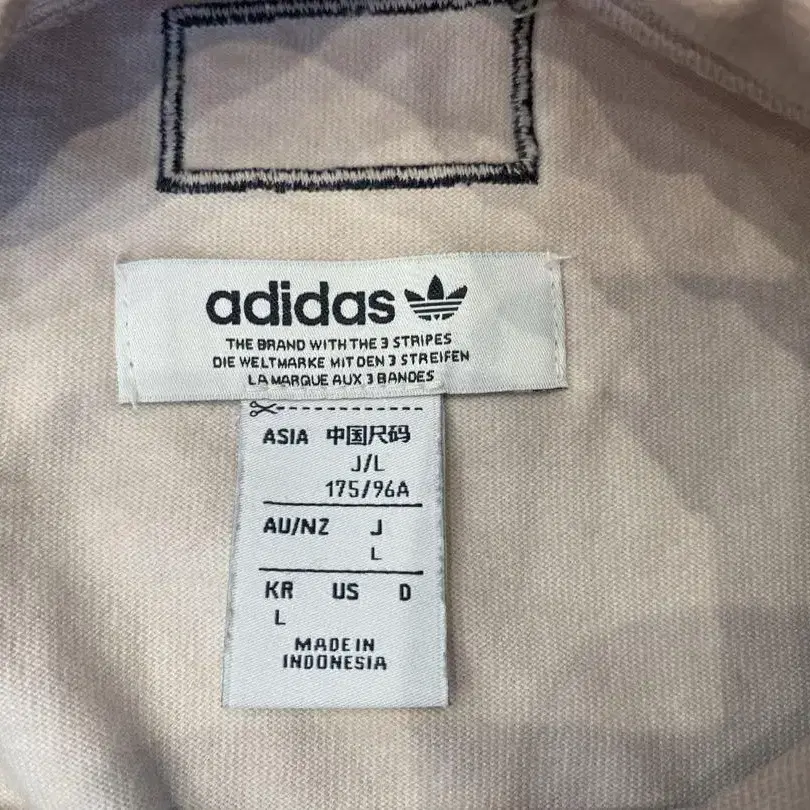 adidas
THE BRAND WITH THE 3 STRIPES
DIE WELTMARKE MIT DEN 3 STREIFEN
LA MARQUE AUX 3 BANDES
ASIA 中国尺码
J/L
175/96A
AU/NZ J
L
KR US D
L
MADE IN
INDONESIA